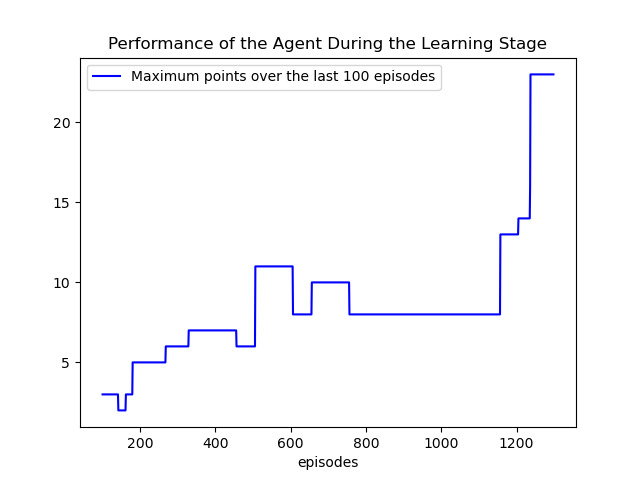 Performance of the Agent During the Learning Stage
Maximum points over the last 100 episodes
20
15
10
5
200 400 600 800 1000 1200
episodes